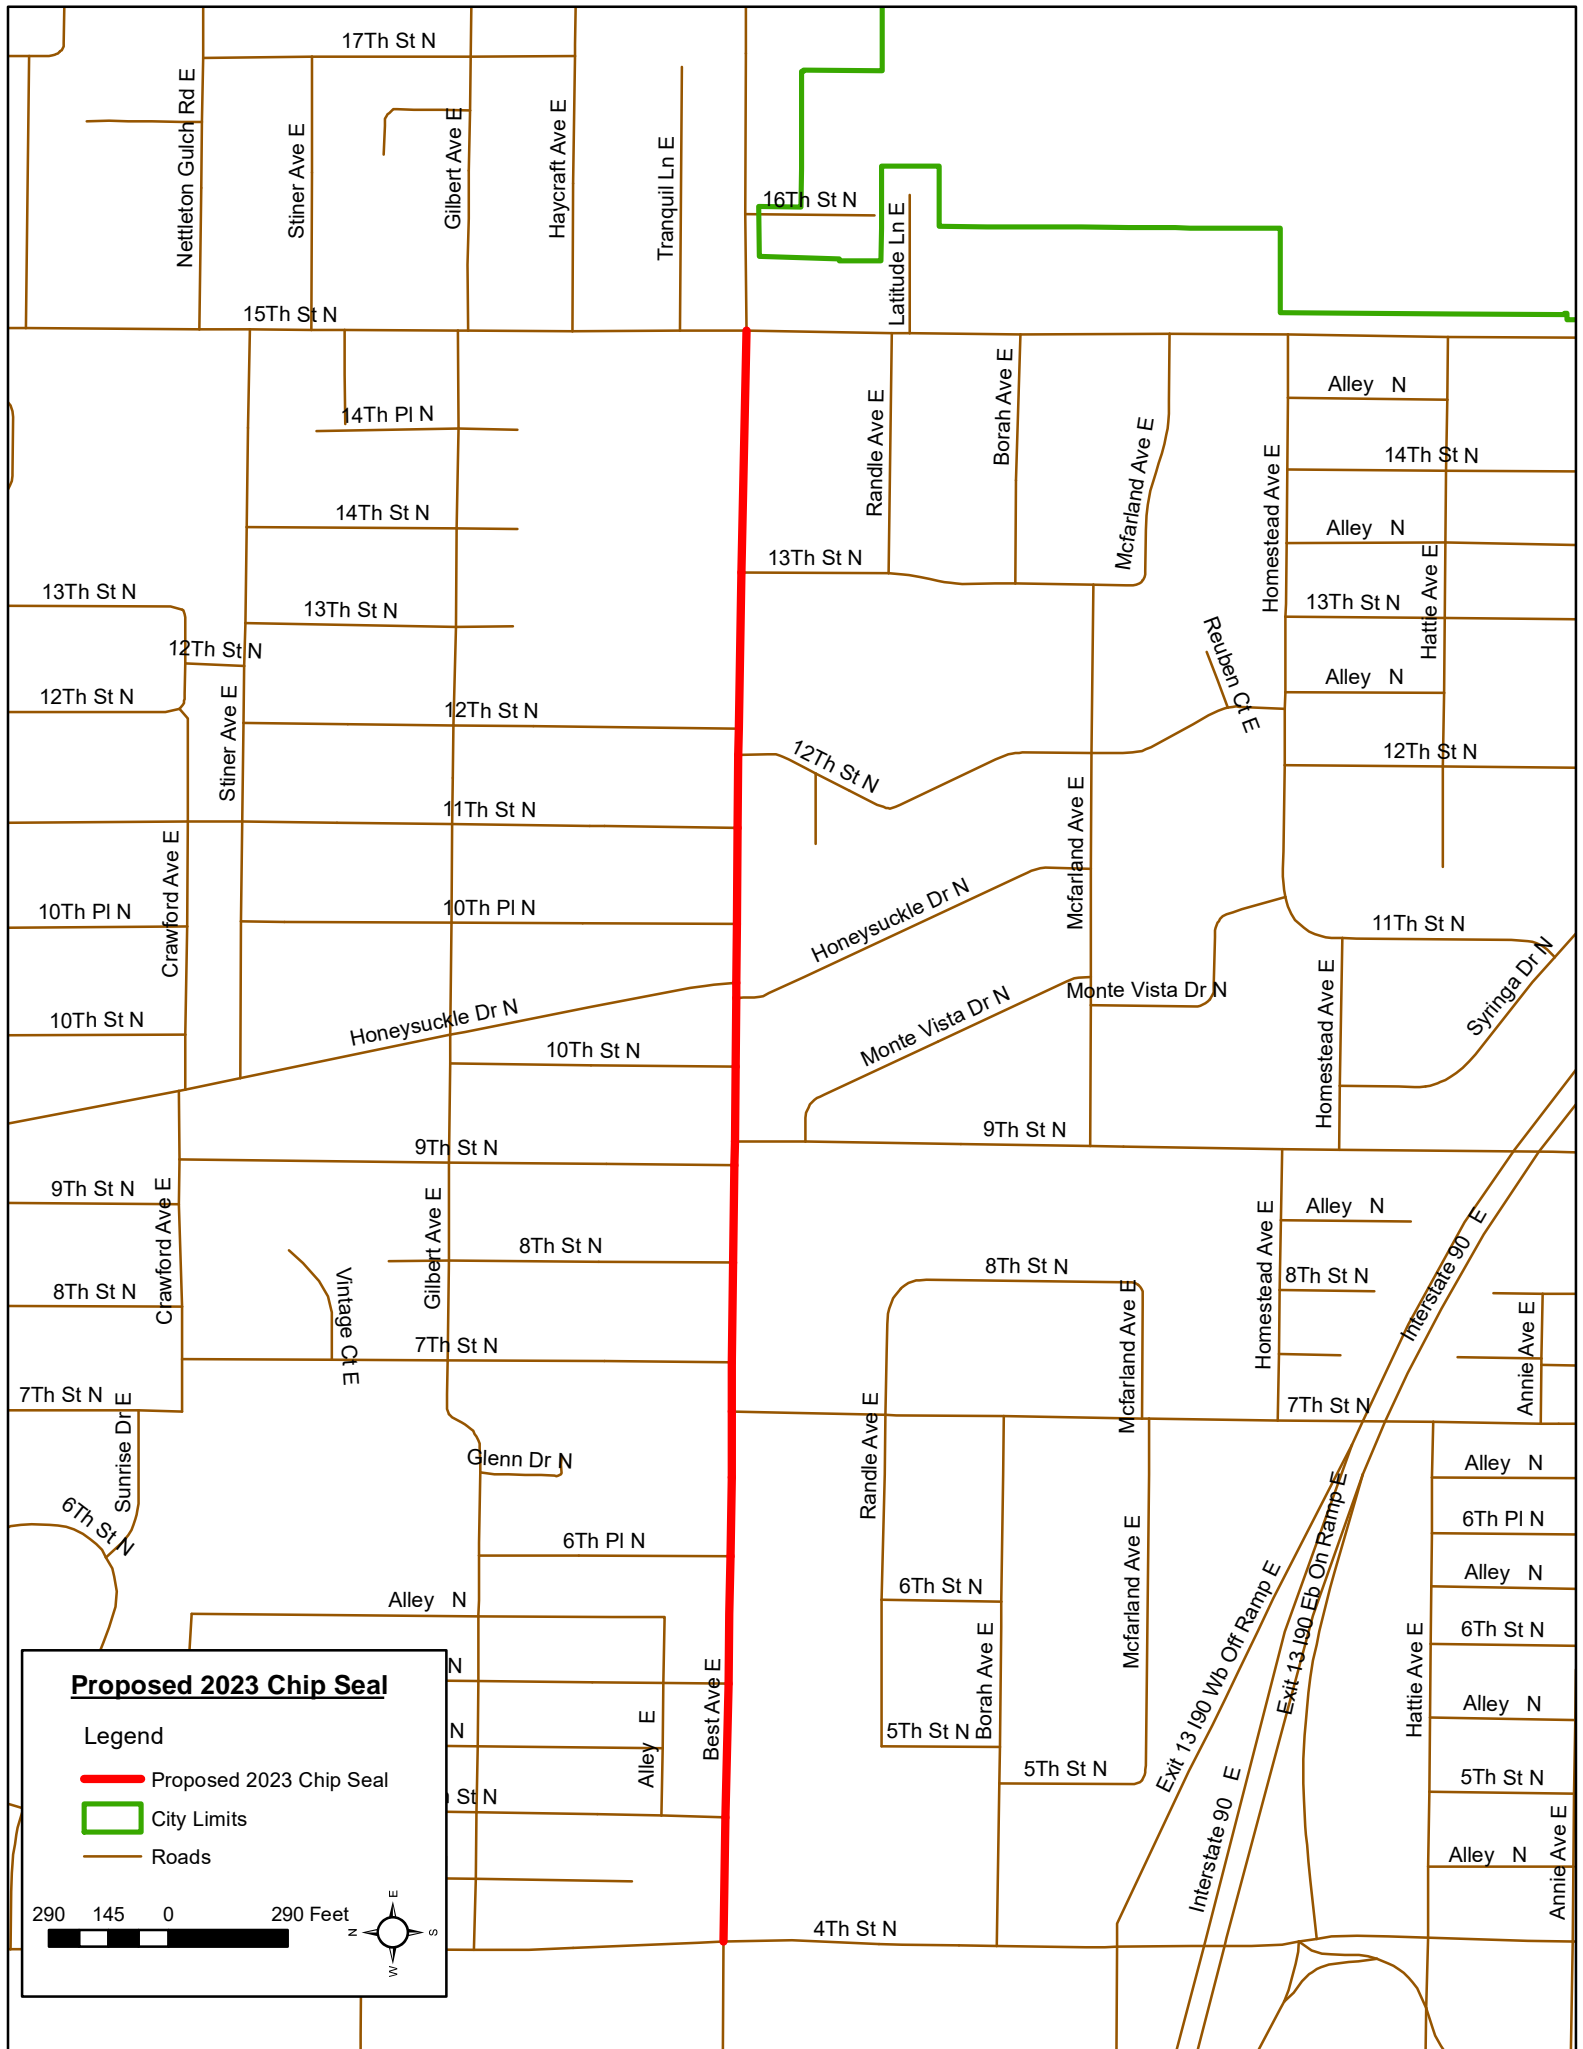 17Th St N
Nettleton Gulch Rd E
Stiner Ave E
Gilbert Ave E
Haycraft Ave E
Tranquil Ln E
16Th St N
Latitude Ln E
15Th St N
14Th Pl N
Randle Ave E
Borah Ave E
Mcfarland Ave E
Homestead Ave E
Alley N
14Th St N
14Th St N
Alley N
Hattie Ave E
13Th St N
13Th St N
13Th St N
13Th St N
12Th St N
Reuben Ct E
Alley N
12Th St N
Stiner Ave E
12Th St N
12Th St N
12Th St N
11Th St N
Mcfarland Ave E
Crawford Ave E
10Th Pl N
10Th Pl N
Honeysuckle Dr N
11Th St N
Syringa Dr N
Homestead Ave E
Monte Vista Dr N
Monte Vista Dr N
10Th St N
Honeysuckle Dr N
10Th St N
9Th St N
9Th St N
9Th St N
Crawford Ave E
Gilbert Ave E
Homestead Ave E
Alley N
Interstate 90 E
8Th St N
8Th St N
8Th St N
8Th St N
Vintage Ct E
Mcfarland Ave E
Annie Ave E
7Th St N
7Th St N
7Th St N
Sunrise Dr E
Randle Ave E
Glenn Dr N
Alley N
6Th St N
6Th Pl N
6Th Pl N
Mcfarland Ave E
Exit 13 I90 Eb On Ramp E
Exit 13 I90 Wb Off Ramp E
Alley N
6Th St N
Alley N
6Th St N
Borah Ave E
Hattie Ave E
Best Ave E
Alley E
N
N
St N
Alley N
5Th St N
5Th St N
5Th St N
Interstate 90 E
Alley N
Annie Ave E
4Th St N
Proposed 2023 Chip Seal
Legend
Proposed 2023 Chip Seal
City Limits
Roads
290 145 0 290 Feet
E
N S
W